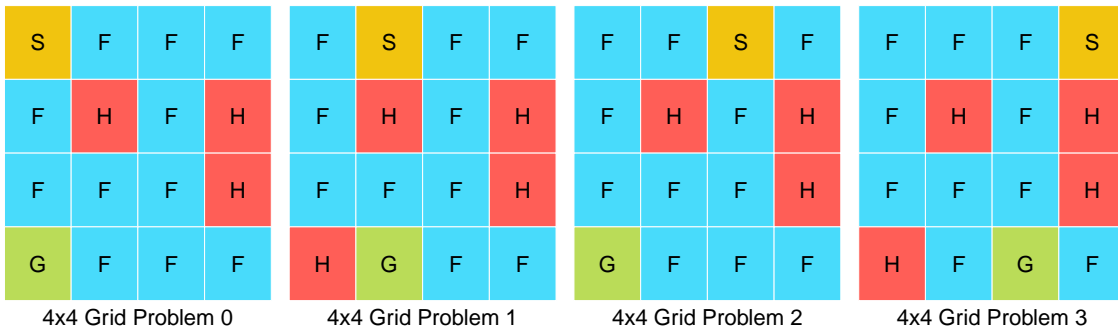 S F F F F S F F F F S F F F F S
F H F H F H F H F H F H F H F H
F F F H F F F H F F F H F F F H
G F F F H G F F G F F F H F G F
4x4 Grid Problem 0 4x4 Grid Problem 1 4x4 Grid Problem 2 4x4 Grid Problem 3